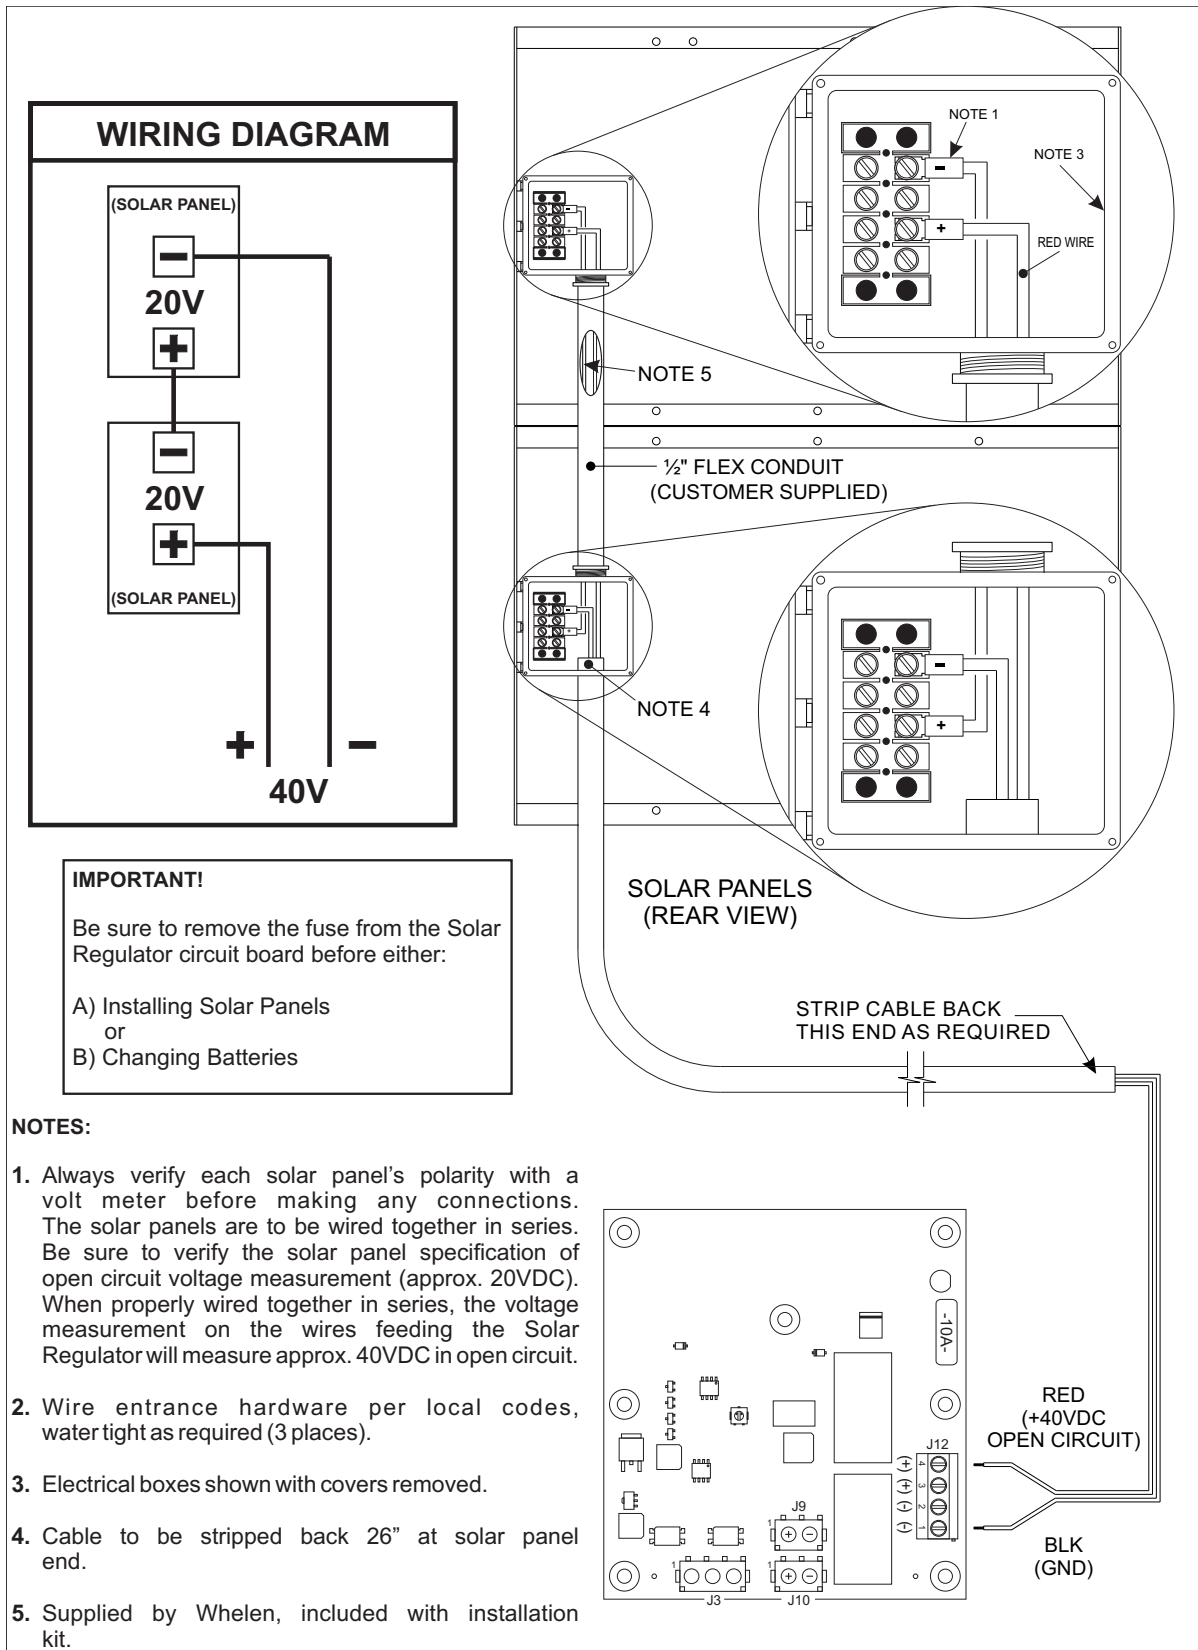 WIRING DIAGRAM
(SOLAR PANEL)
-
20V
+
-
20V
+
(SOLAR PANEL)
+ -
40V
NOTE 1
NOTE 3
-
+
RED WIRE
-
+
NOTE 5
½" FLEX CONDUIT
(CUSTOMER SUPPLIED)
-
+
NOTE 4
-
+
SOLAR PANELS
(REAR VIEW)
IMPORTANT!
Be sure to remove the fuse from the Solar
Regulator circuit board before either:
A) Installing Solar Panels
or
B) Changing Batteries
STRIP CABLE BACK
THIS END AS REQUIRED
NOTES:
1. Always verify each solar panel's polarity with a
volt meter before making any connections.
The solar panels are to be wired together in series.
Be sure to verify the solar panel specification of
open circuit voltage measurement (approx. 20VDC).
When properly wired together in series, the voltage
measurement on the wires feeding the Solar
Regulator will measure approx. 40VDC in open circuit.
2. Wire entrance hardware per local codes,
water tight as required (3 places).
3. Electrical boxes shown with covers removed.
4. Cable to be stripped back 26” at solar panel
end.
5. Supplied by Whelen, included with installation
kit.
-10A-
RED
(+40VDC
OPEN CIRCUIT)
J12
(+) 4
(+) 3
(-) 2
(-) 1
BLK
(GND)
J9
1
+ -
1
J3
1
+ -
J10